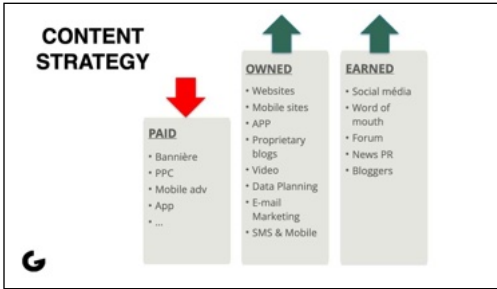 CONTENT
STRATEGY
PAID
• Bannière
• PPC
• Mobile adv
• App
• ...
OWNED
• Websites
• Mobile sites
• APP
• Proprietary
blogs
• Video
• Data Planning
• E-mail
Marketing
• SMS & Mobile
EARNED
• Social média
• Word of
mouth
• Forum
• News PR
• Bloggers
G